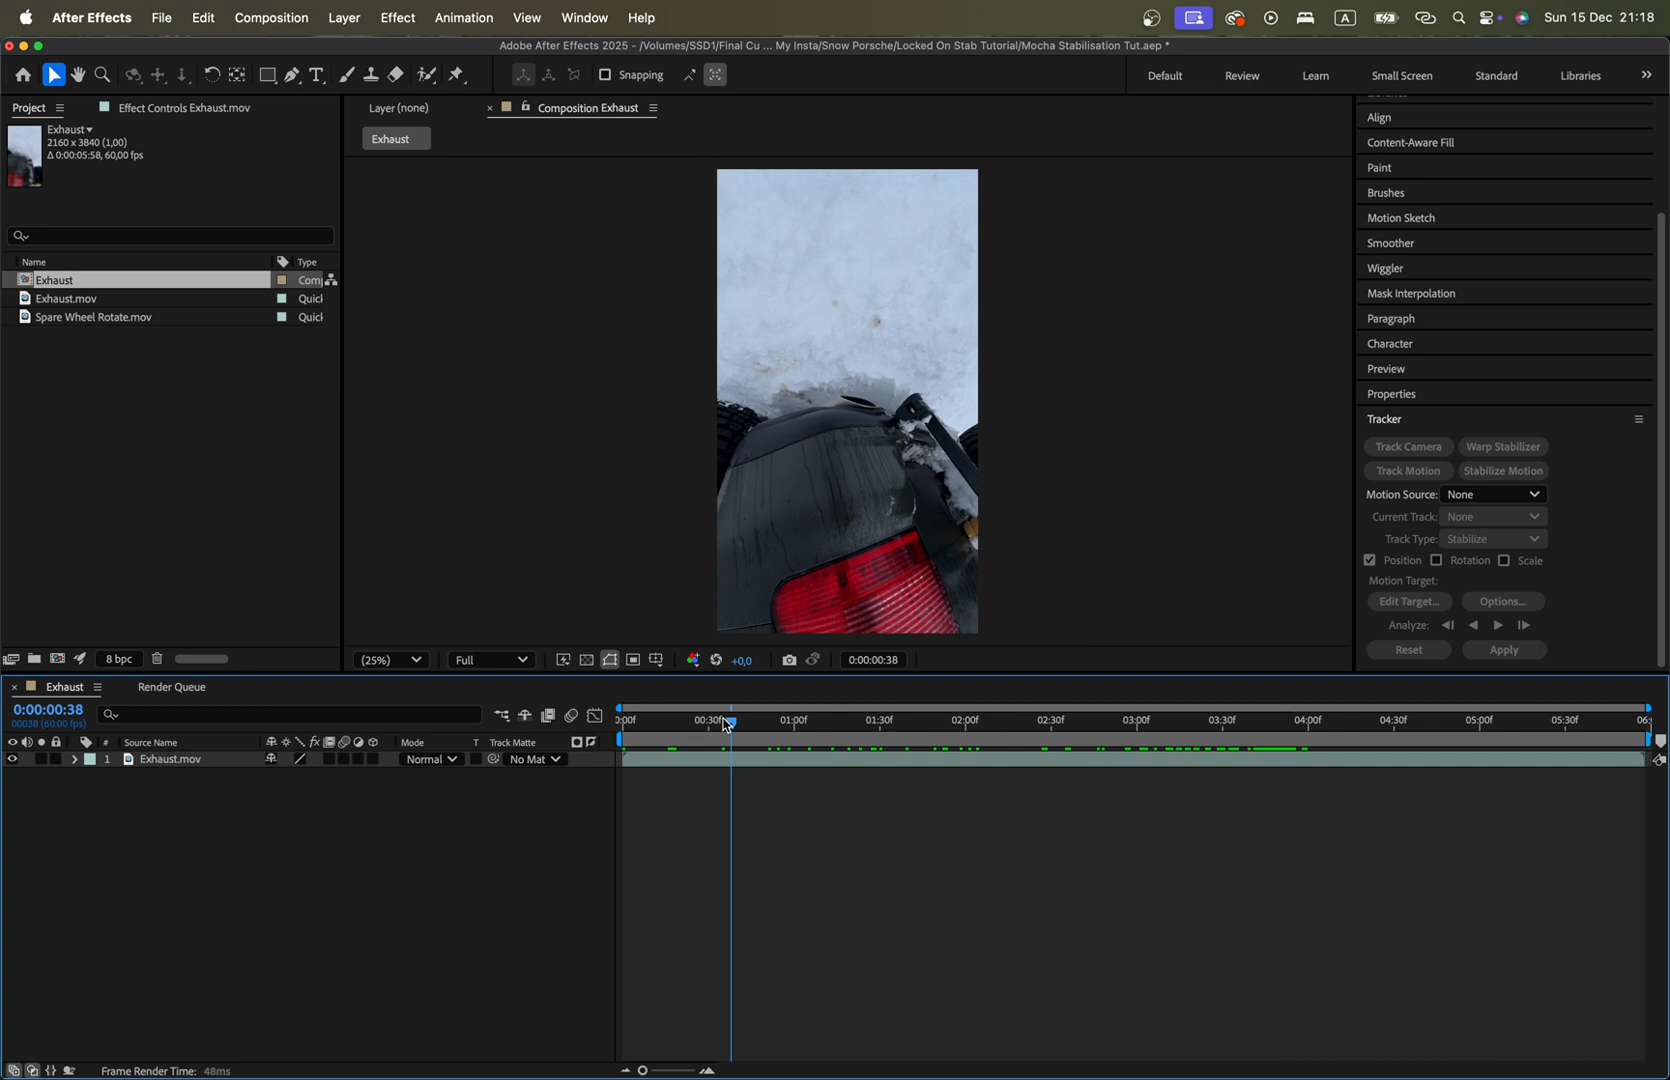 After Effects File Edit Composition Layer Effect Animation View Window Help A Sun 15 Dec 21:18
Adobe After Effects 2025 - /Volumes/SSD1/Final Cu ... My Insta/Snow Porsche/Locked On Stab Tutorial/Mocha Stabilisation Tut.aep *
T Snapping Default Review Learn Small Screen Standard Libraries
Project Effect Controls Exhaust.mov Layer (none) Composition Exhaust
Exhaust
2160 x 3840 (1,00)
Δ 0:00:05:58, 60,00 fps
Exhaust
Name Type
Exhaust Comp
Exhaust.mov Quick
Spare Wheel Rotate.mov Quick
Align
Content-Aware Fill
Paint
Brushes
Motion Sketch
Smoother
Wiggler
Mask Interpolation
Paragraph
Character
Preview
Properties
Tracker
Track Camera Warp Stabilizer
Track Motion Stabilize Motion
Motion Source: None
Current Track: None
Track Type: Stabilize
Position Rotation Scale
Motion Target:
Edit Target... Options...
Analyze:
Reset Apply
8 bpc (25%) Full +0,0 0:00:00:38
Exhaust Render Queue
0:00:00:38
00038 (60.00 fps)
0:00f 00:30f 01:00f 01:30f 02:00f 02:30f 03:00f 03:30f 04:00f 04:30f 05:00f 05:30f 06:
# Source Name fx Mode T Track Matte
1 Exhaust.mov Normal No Mat
Frame Render Time: 48ms